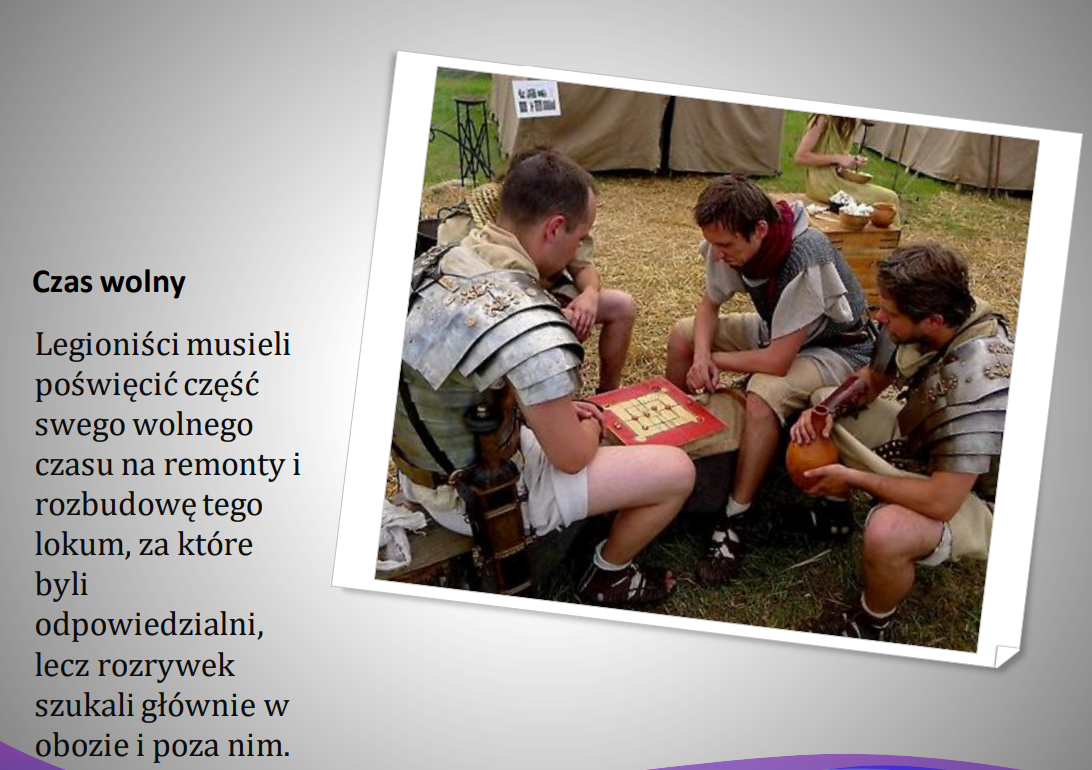 Czas wolny
Legioniści musieli
poświęcić część
swego wolnego
czasu na remonty i
rozbudowę tego
lokum, za które
byli
odpowiedzialni,
lecz rozrywek
szukali głównie w
obozie i poza nim.